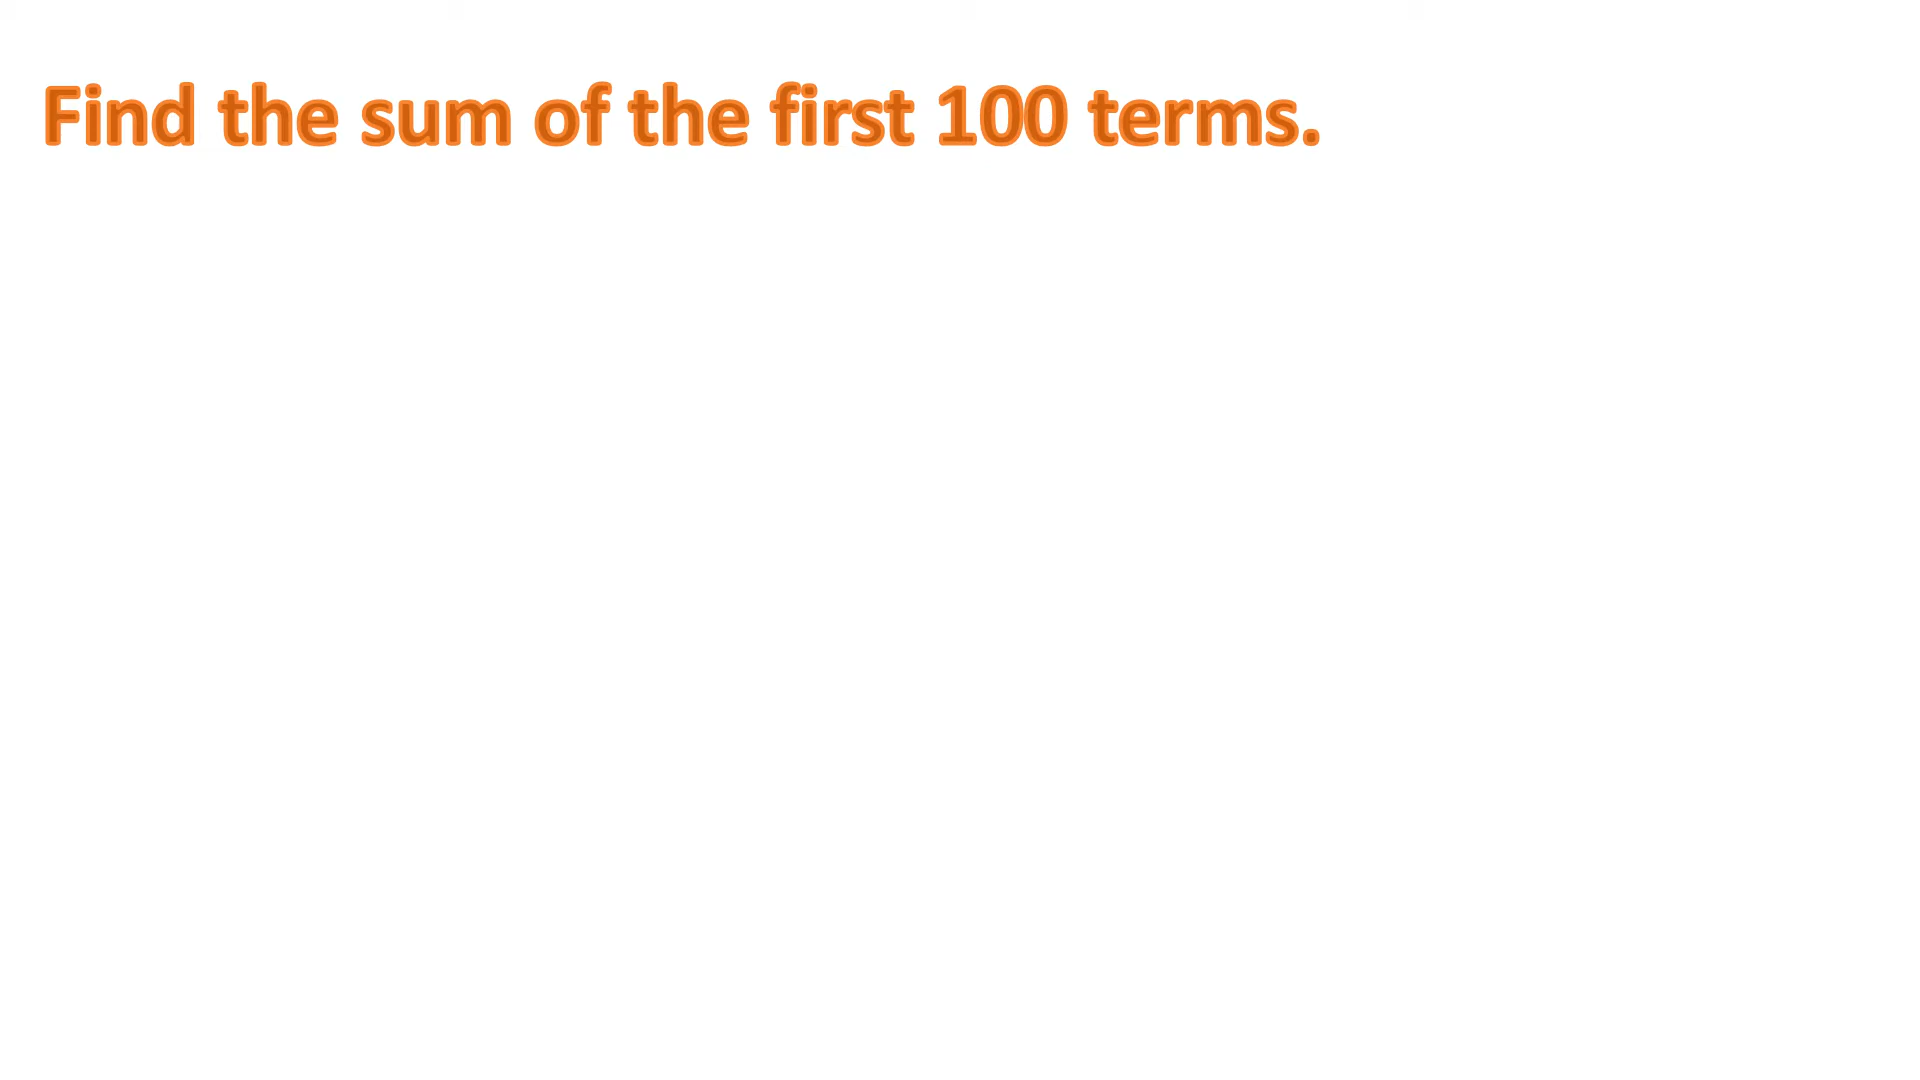 Find the sum of the first 100 terms.